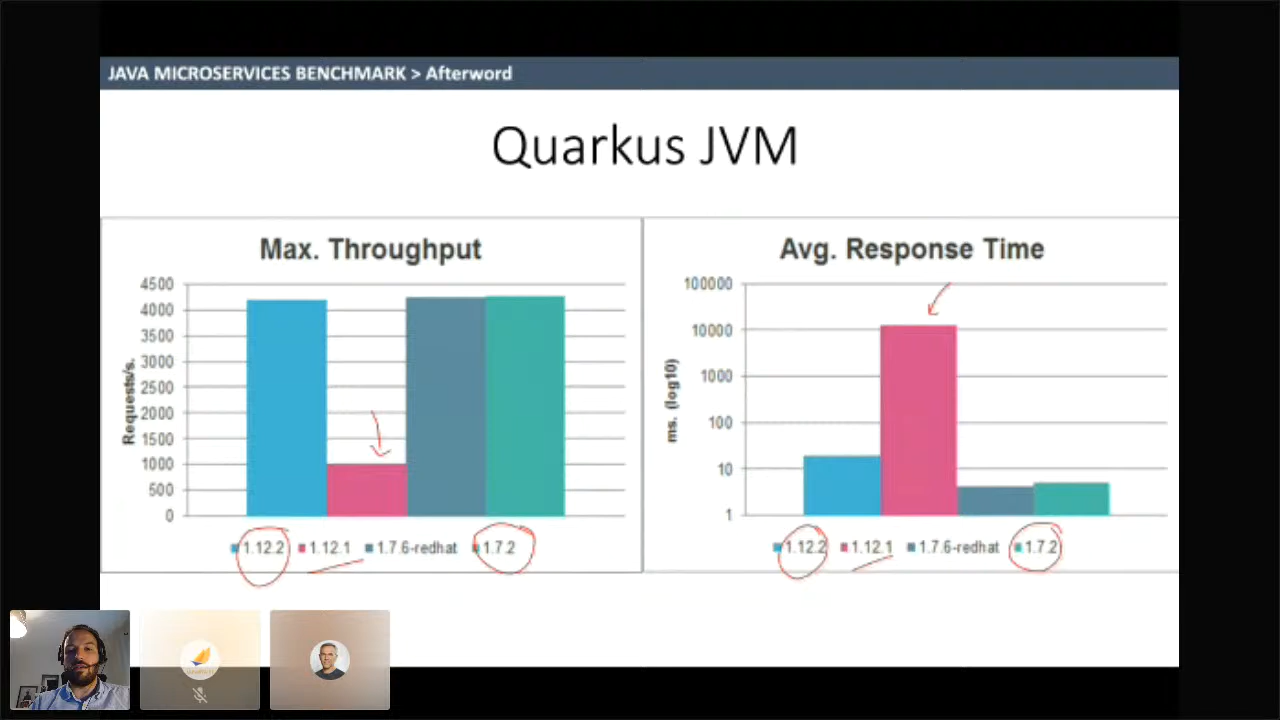 JAVA MICROSERVICES BENCHMARK > Afterword
Quarkus JVM
Max. Throughput
4500
4000
3500
3000
2500
2000
1500
1000
500
0
Requests/s.
1.12.2 1.12.1 1.7.6-redhat 1.7.2
Avg. Response Time
100000
10000
1000
100
10
1
ms. (log10)
1.12.2 1.12.1 1.7.6-redhat 1.7.2